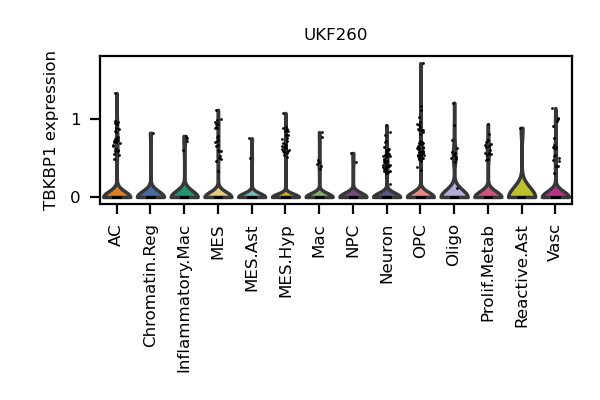 UKF260
TBKBP1 expression
1
0
AC
Chromatin.Reg
Inflammatory.Mac
MES
MES.Ast
MES.Hyp
Mac
NPC
Neuron
OPC
Oligo
Prolif.Metab
Reactive.Ast
Vasc